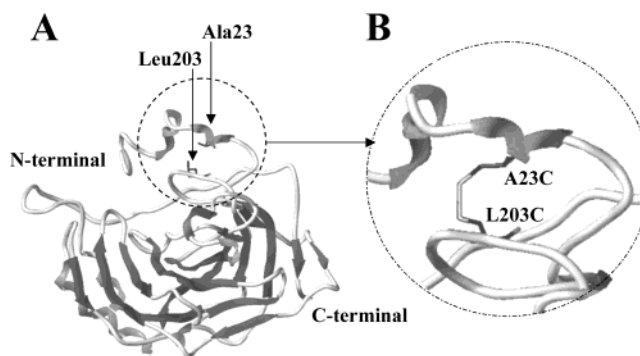 A
B
Ala23
Leu203
N-terminal
A23C
L203C
C-terminal